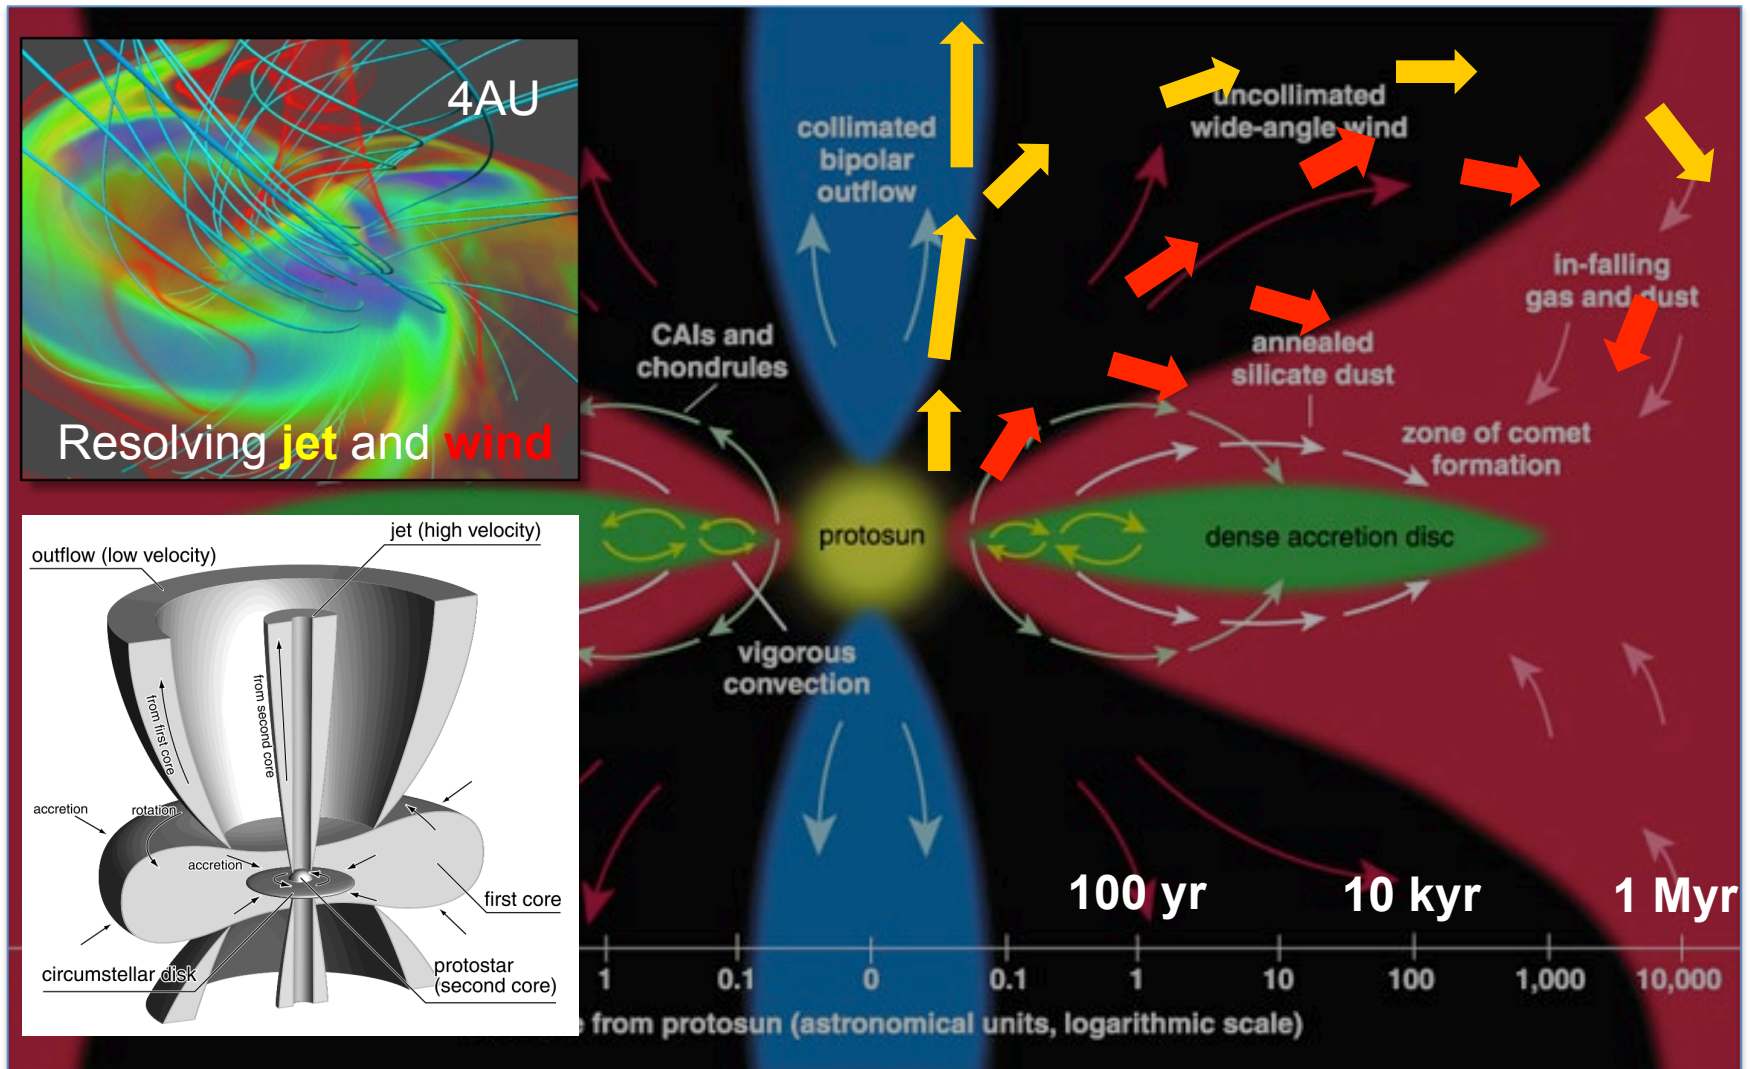 4AU
Resolving jet and wind
collimated
bipolar
outflow
uncollimated
wide-angle wind
in-falling
gas and dust
CAIs and
chondrules
annealed
silicate dust
zone of comet
formation
protosun
dense accretion disc
vigorous
convection
jet (high velocity)
outflow (low velocity)
from first core
from second core
accretion
rotation
accretion
first core
circumstellar disk
protostar
(second core)
100 yr
10 kyr
1 Myr
1
0.1
0
0.1
1
10
100
1,000
10,000
from protosun (astronomical units, logarithmic scale)